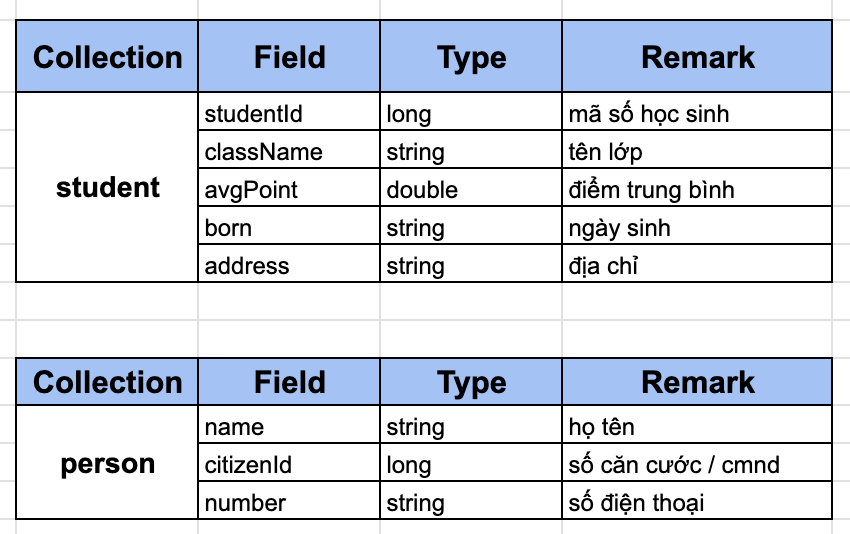 Collection Field Type Remark
student
studentId long mã số học sinh
className string tên lớp
avgPoint double điểm trung bình
born string ngày sinh
address string địa chỉ
Collection Field Type Remark
person
name string họ tên
citizenId long số căn cước / cmnd
number string số điện thoại